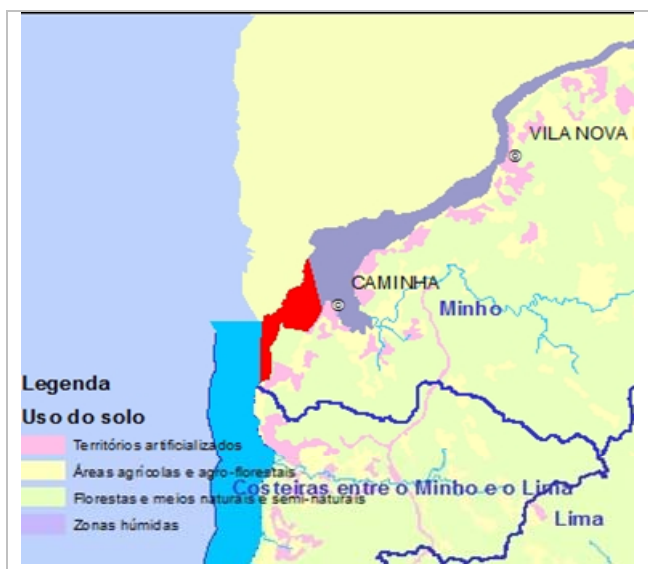 VILA NOVA
CAMINHA
Minho
Legenda
Uso do solo
Territórios artificializados
Áreas agrícolas e agro-florestais
Costeiras entre o Minho e o Lima
Florestas e meios naturais e semi-naturais
Lima
Zonas húmidas